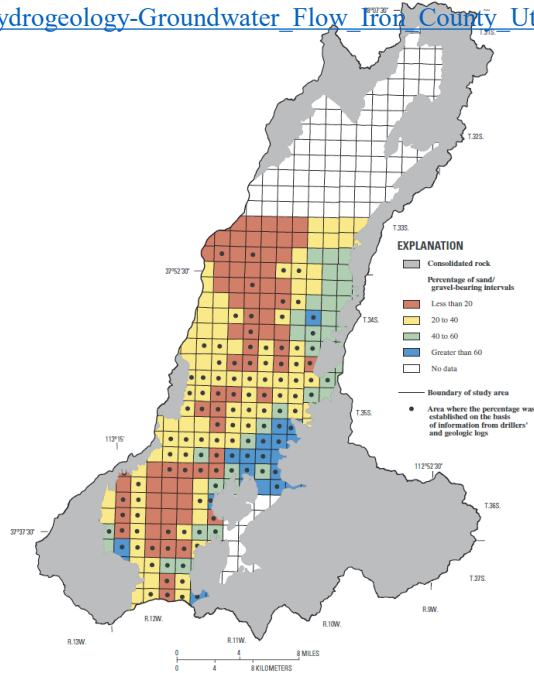 ydrogeology-Groundwater_Flow_Iron_County_Ut
T.32S.
T.33S.
EXPLANATION
Consolidated rock
Percentage of sand/
gravel-bearing intervals
Less than 20
20 to 40
40 to 60
Greater than 60
No data
Boundary of study area
Area where the percentage was
established on the basis
of information from drillers'
and geologic logs
37°52'30"
T.34S.
T.35S.
113°15'
112°52'30"
T.36S.
37°37'30"
T.37S.
R.9W.
R.10W.
R.12W.
R.11W.
R.13W.
0 4 8 MILES
0 4 8 KILOMETERS